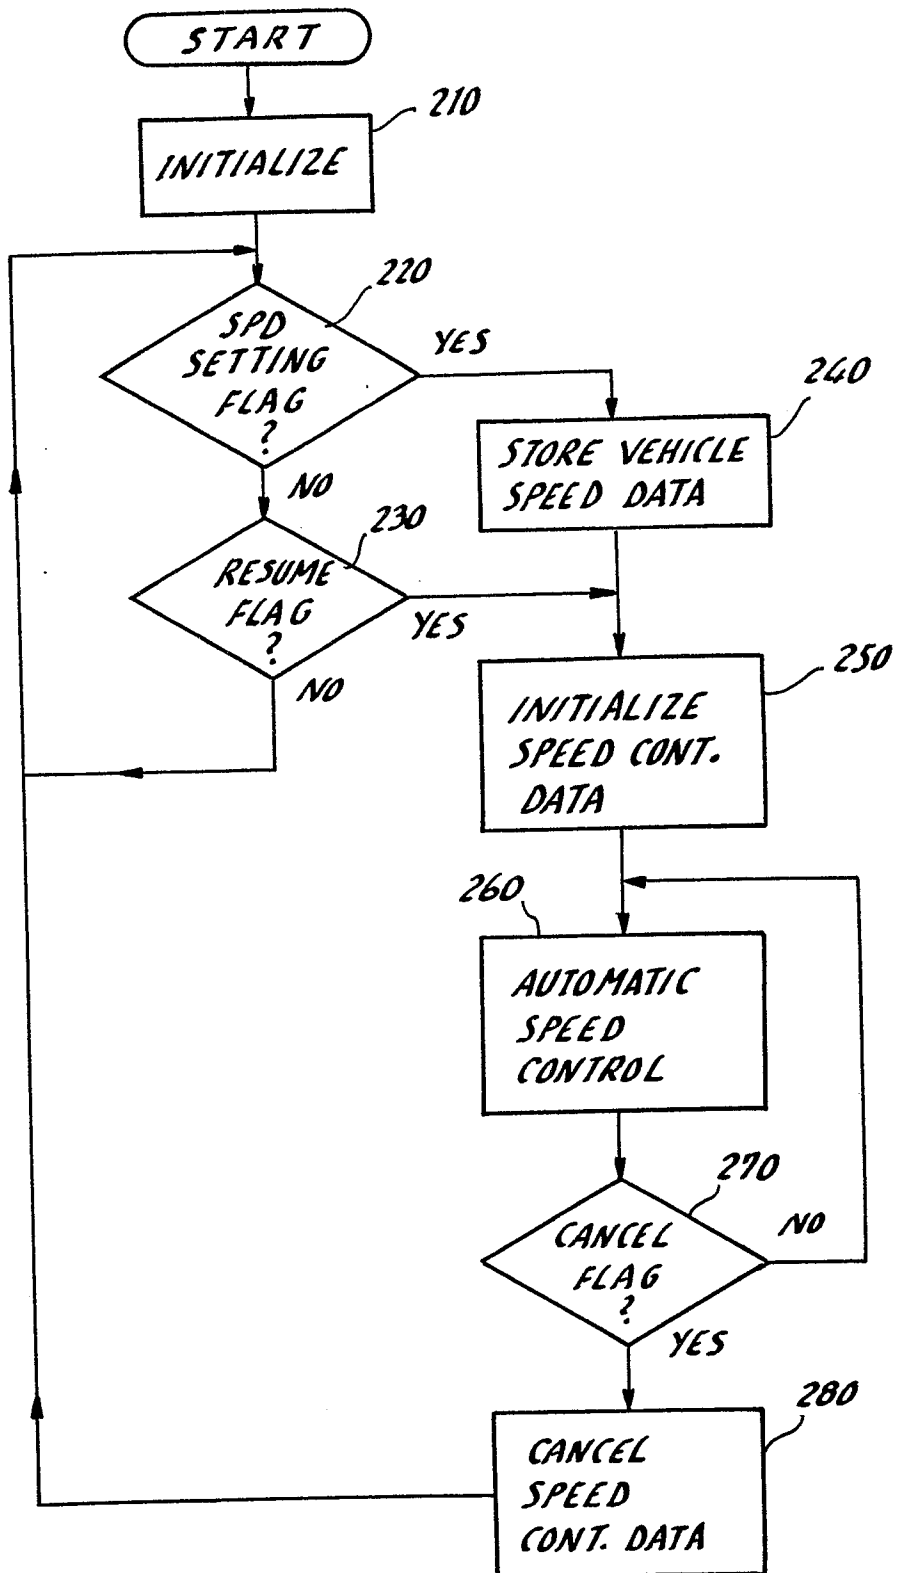 START
210
INITIALIZE
220
SPD
SETTING
FLAG
?
YES
NO
240
STORE VEHICLE
SPEED DATA
230
RESUME
FLAG
?
YES
NO
250
INITIALIZE
SPEED CONT.
DATA
260
AUTOMATIC
SPEED
CONTROL
270
CANCEL
FLAG
?
NO
YES
280
CANCEL
SPEED
CONT. DATA